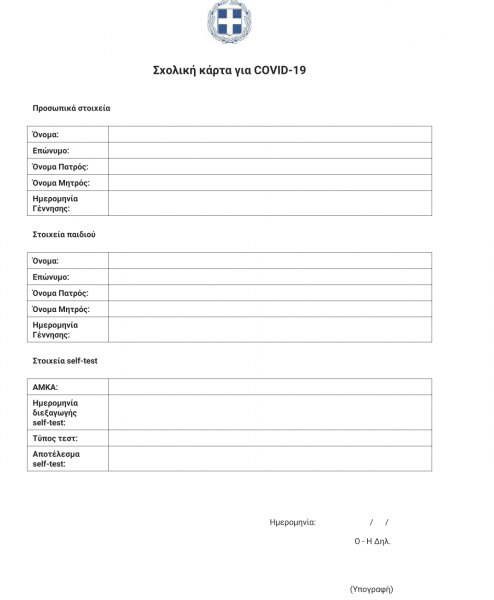 Σχολική κάρτα για COVID-19
Προσωπικά στοιχεία
Όνομα:
Επώνυμο:
Όνομα Πατρός:
Όνομα Μητρός:
Ημερομηνία
Γέννησης:
Στοιχεία παιδιού
Όνομα:
Επώνυμο:
Όνομα Πατρός:
Όνομα Μητρός:
Ημερομηνία
Γέννησης:
Στοιχεία self-test
ΑΜΚΑ:
Ημερομηνία
διεξαγωγής
self-test:
Τύπος τεστ:
Αποτέλεσμα
self-test:
Ημερομηνία: / /
Ο - Η Δηλ.
(Υπογραφή)